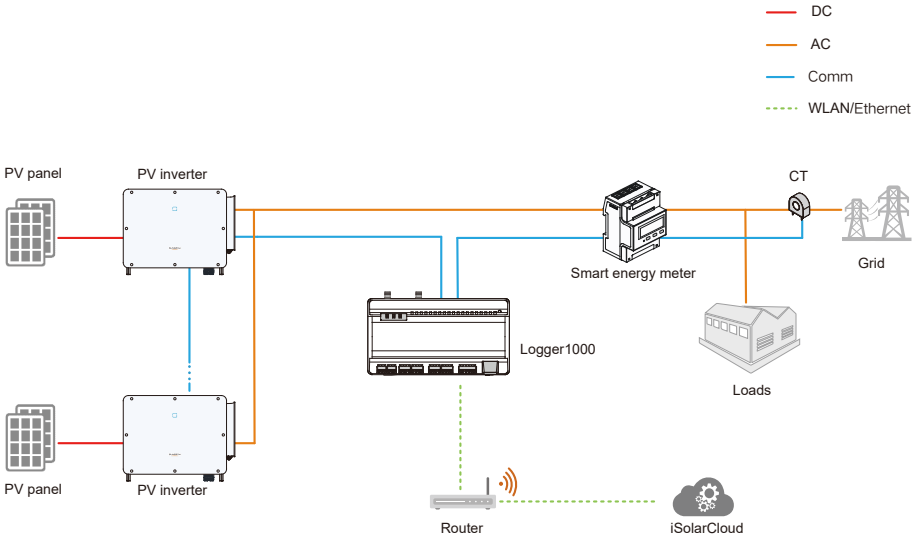 DC
AC
Comm
WLAN/Ethernet
PV panel
PV inverter
CT
Smart energy meter
Grid
Logger1000
Loads
PV panel
PV inverter
Router
iSolarCloud